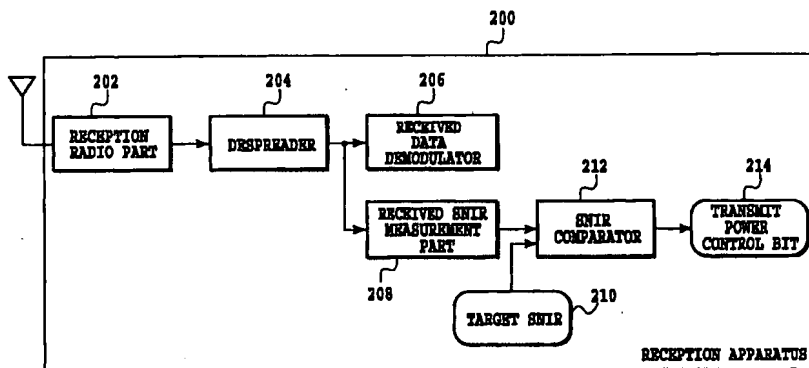 200
202
204
206
RECEPTION
RADIO PART
DESPREADER
RECEIVED
DATA
DEMODULATOR
212
214
RECEIVED SNIR
MEASUREMENT
PART
SNIR
COMPARATOR
TRANSMIT
POWER
CONTROL BIT
208
210
TARGET SNIR
RECEPTION APPARATUS